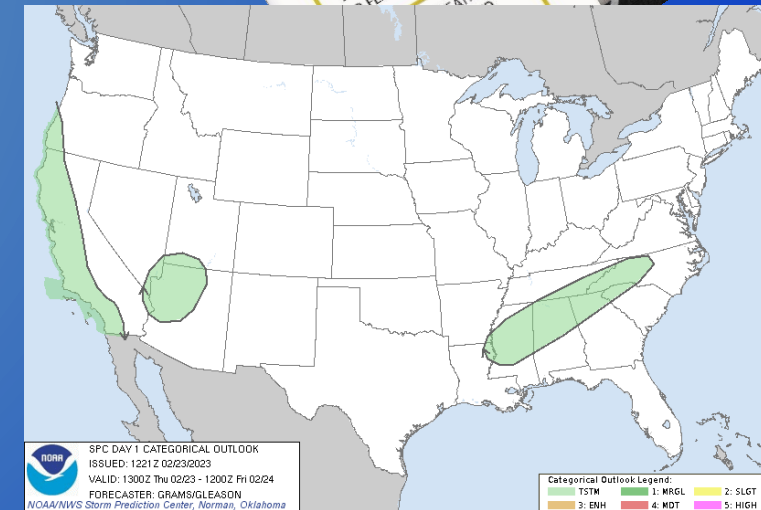 SPC DAY 1 CATEGORICAL OUTLOOK
ISSUED: 1221Z 02/23/2023
VALID: 1300Z Thu 02/23 - 1200Z Fri 02/24
FORECASTER: GRAMS/GLEASON
NOAA/NWS Storm Prediction Center, Norman, Oklahoma
NOAA
Categorical Outlook Legend:
TSTM 1: MRGL 2: SLGT
3: ENH 4: MDT 5: HIGH